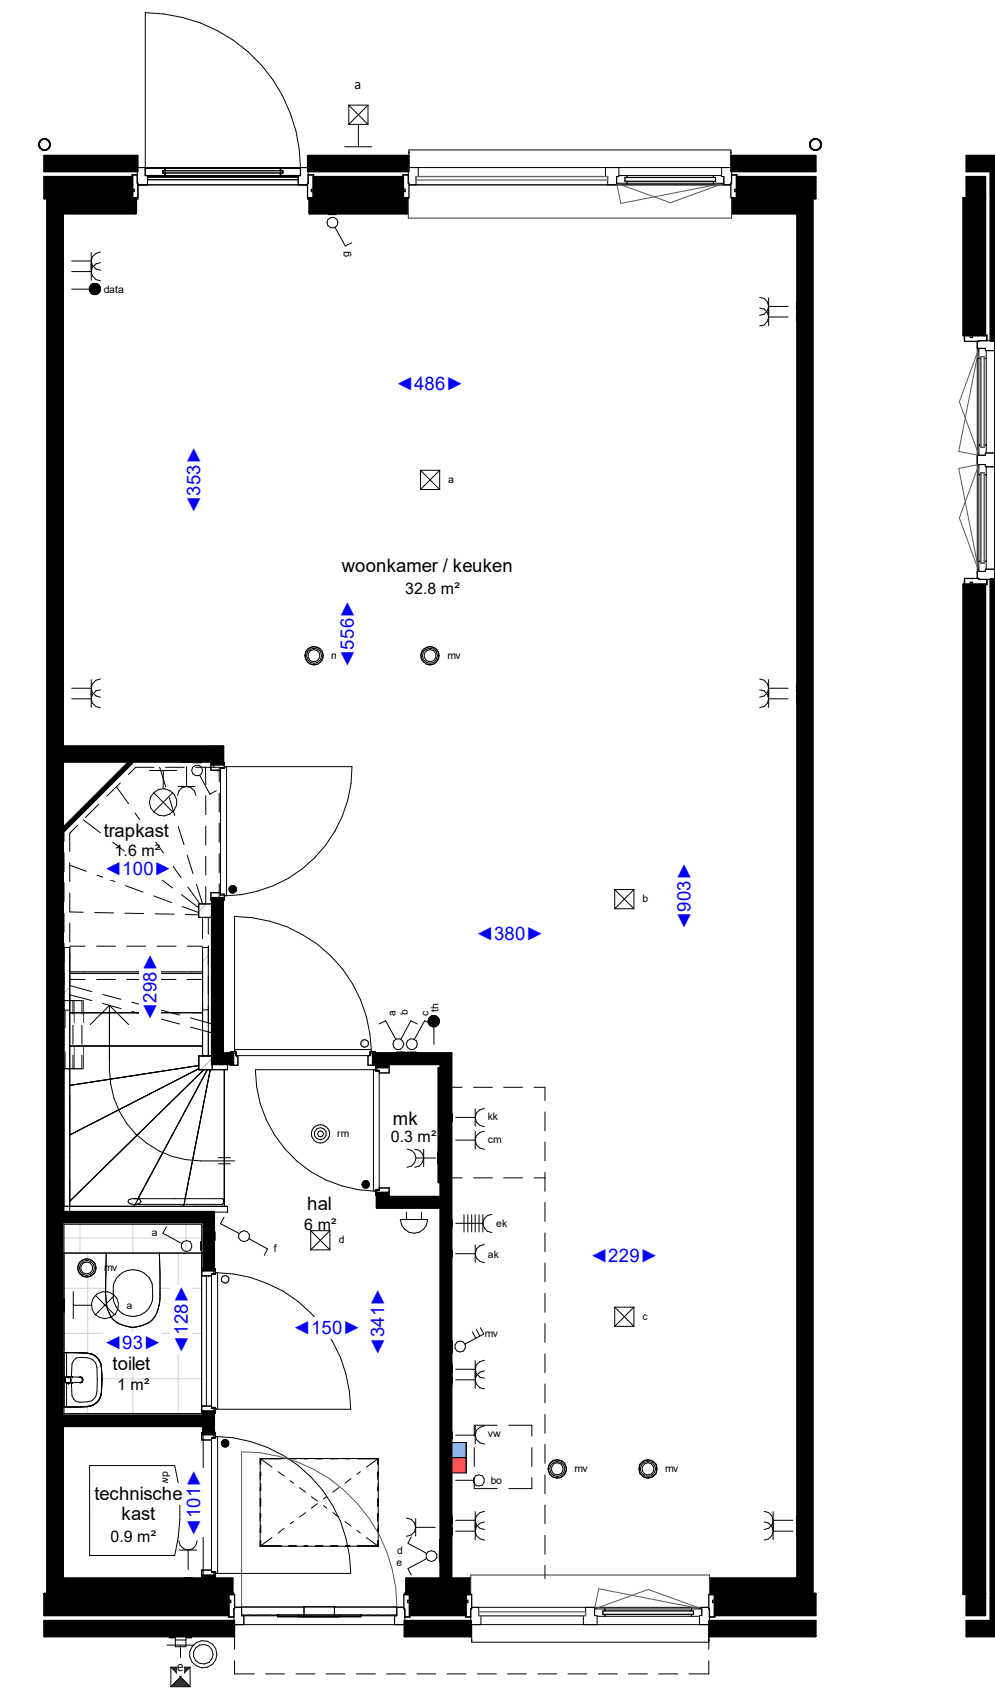 a
g
data
486
353
a
woonkamer / keuken
32.8 m²
556
n
mv
trapkast
1.6 m²
100
b
903
380
298
a
b
c
th
mk
0.3 m²
kk
cm
rm
hal
6 m²
d
f
a
ek
ak
229
mv
a
128
93
toilet
1 m²
150
341
c
mv
vw
bo
mv
mv
wp
technische
kast
0.9 m²
101
d
e
e